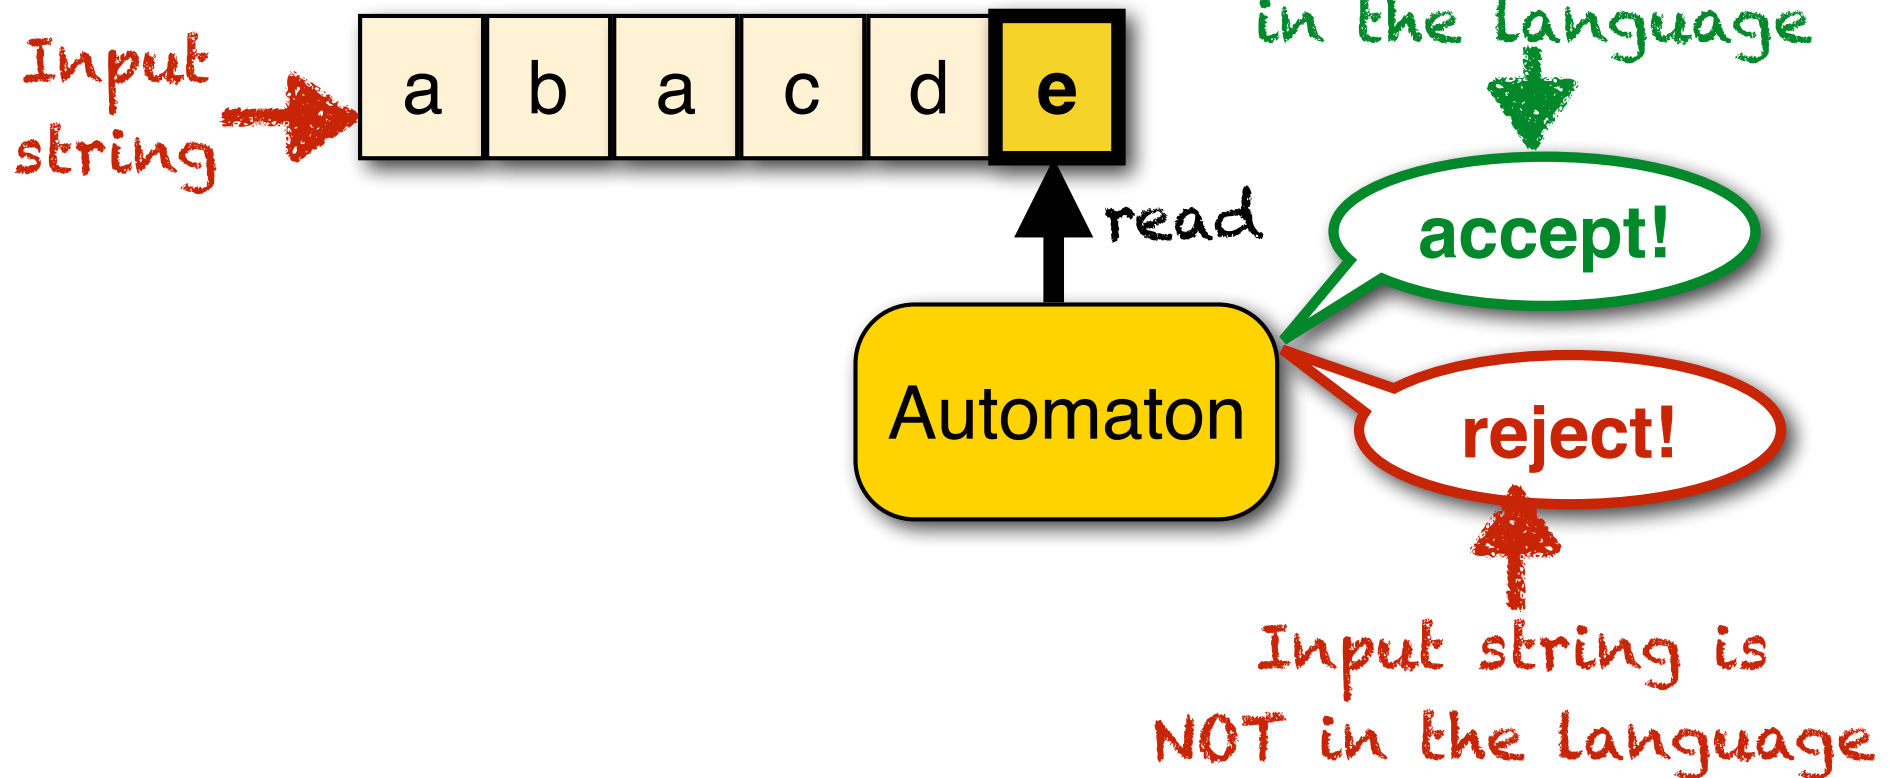 in the language
Input
string
a b a c d e
read
accept!
Automaton
reject!
Input string is
NOT in the language